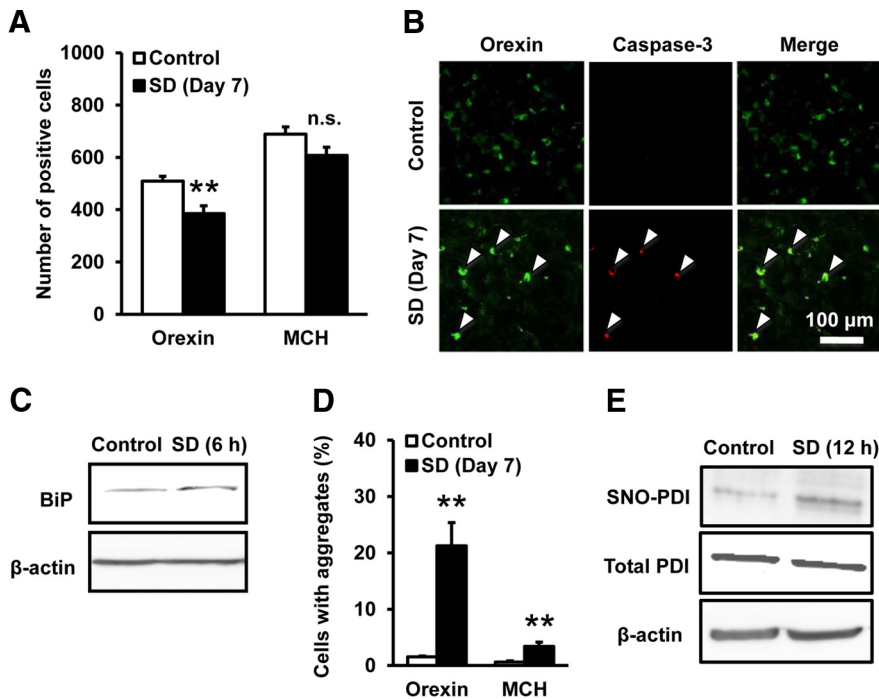 A
1000
800
600
400
200
0
Number of positive cells
Control
SD (Day 7)
**
n.s.
Orexin
MCH
B
Orexin Caspase-3 Merge
Control
SD (Day 7)
100 µm
C
Control SD (6 h)
BiP
β-actin
D
40
30
20
10
0
Cells with aggregates (%)
Control
SD (Day 7)
**
**
Orexin
MCH
E
Control SD (12 h)
SNO-PDI
Total PDI
β-actin